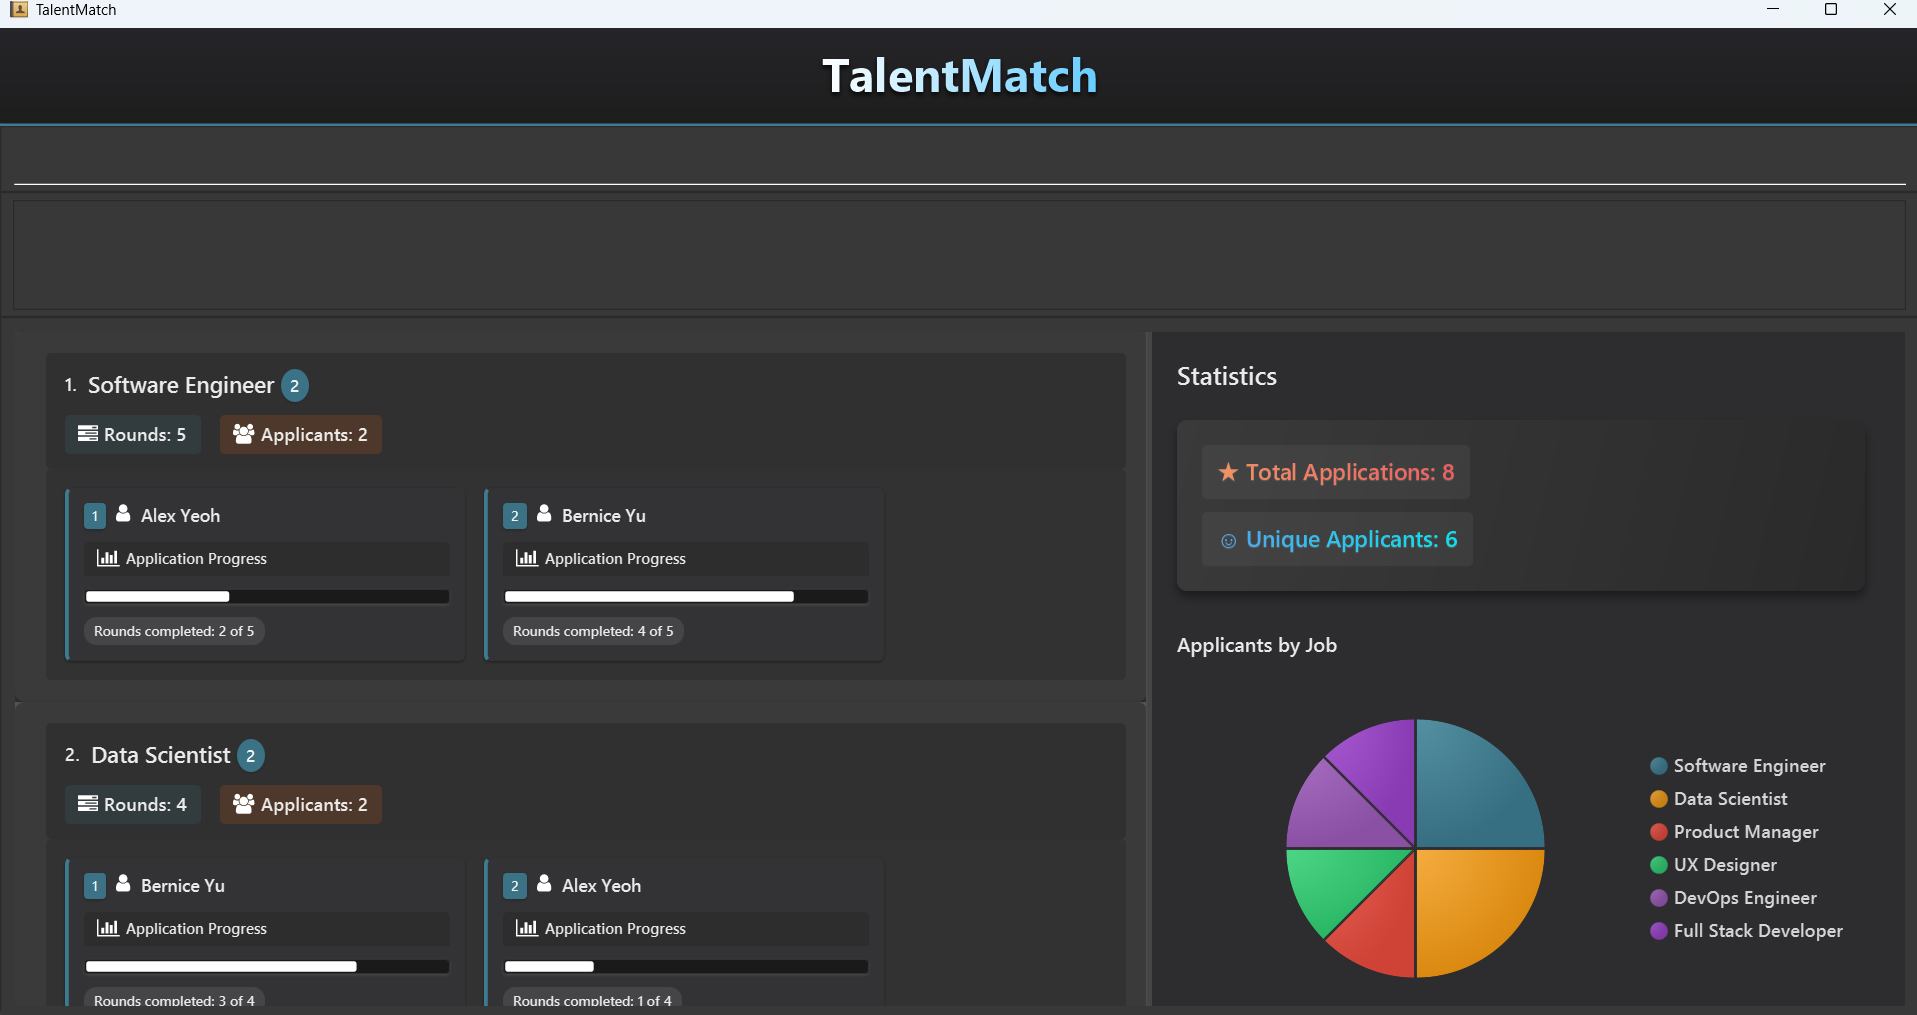 TalentMatch
TalentMatch
1. Software Engineer 2
Rounds: 5 Applicants: 2
1 Alex Yeoh
Application Progress
Rounds completed: 2 of 5
2 Bernice Yu
Application Progress
Rounds completed: 4 of 5
2. Data Scientist 2
Rounds: 4 Applicants: 2
1 Bernice Yu
Application Progress
Rounds completed: 3 of 4
2 Alex Yeoh
Application Progress
Rounds completed: 1 of 4
Statistics
★ Total Applications: 8
☺ Unique Applicants: 6
Applicants by Job
Software Engineer
Data Scientist
Product Manager
UX Designer
DevOps Engineer
Full Stack Developer